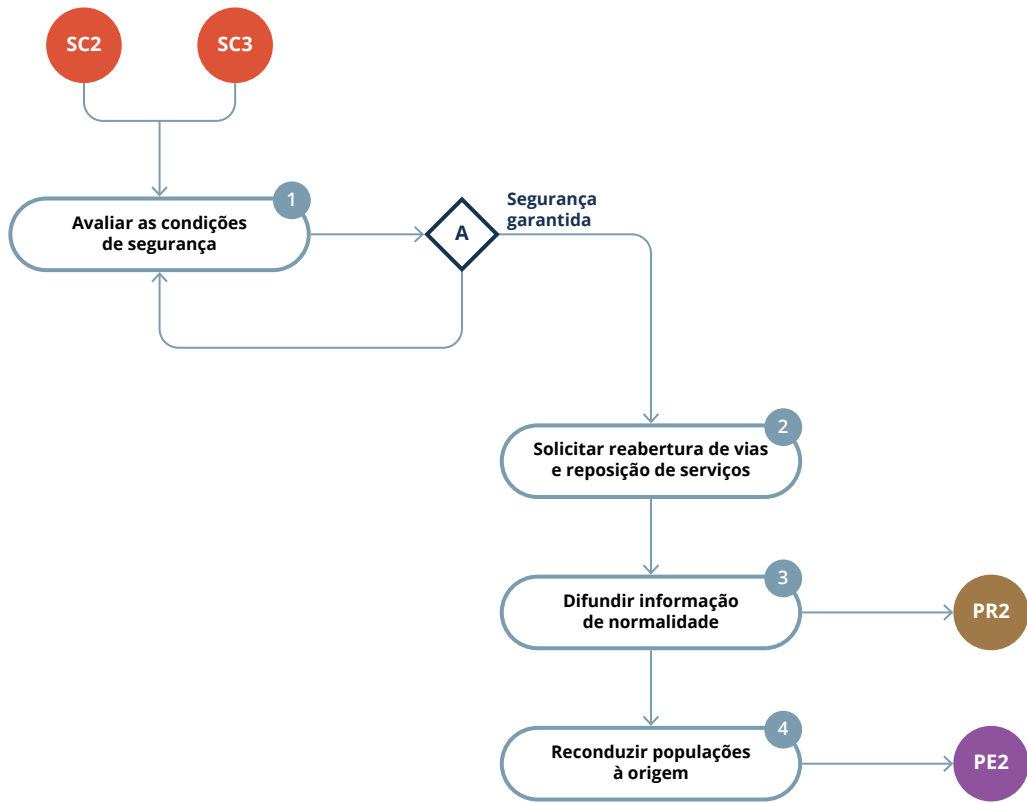 SC2
SC3
1
Avaliar as condições
de segurança
A
Segurança
garantida
2
Solicitar reabertura de vias
e reposição de serviços
3
Difundir informação
de normalidade
PR2
4
Reconduzir populações
à origem
PE2